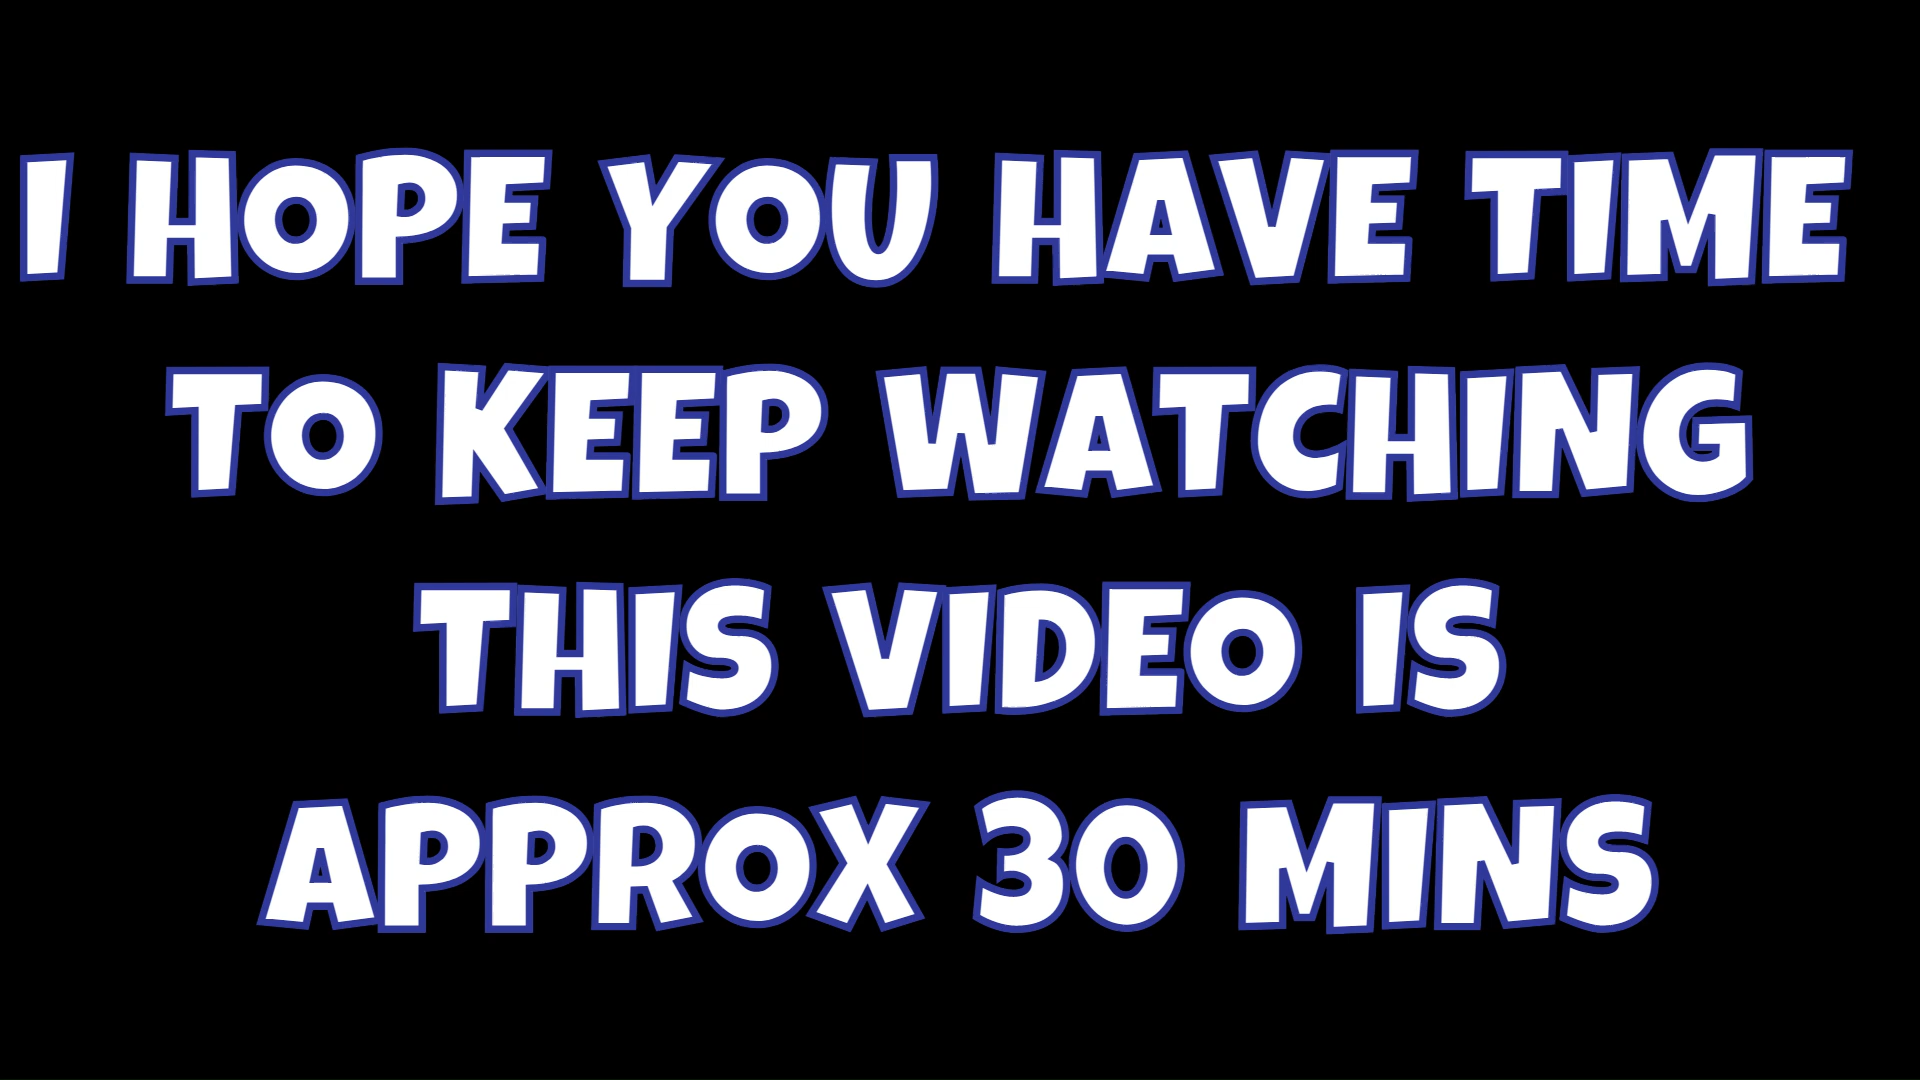 I HOPE YOU HAVE TIME
TO KEEP WATCHING
THIS VIDEO IS
APPROX 30 MINS